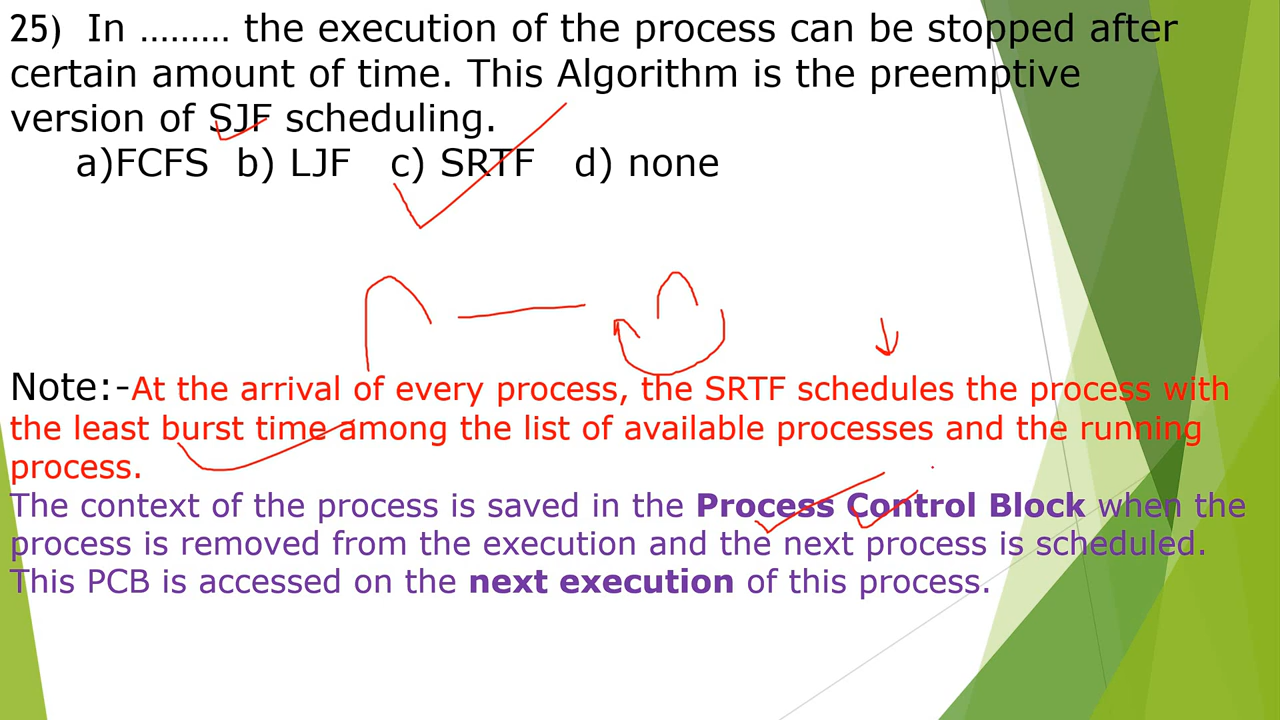 25) In ......... the execution of the process can be stopped after
certain amount of time. This Algorithm is the preemptive
version of SJF scheduling.
a)FCFS b) LJF c) SRTF d) none
Note:-At the arrival of every process, the SRTF schedules the process with
the least burst time among the list of available processes and the running
process.
The context of the process is saved in the Process Control Block when the
process is removed from the execution and the next process is scheduled.
This PCB is accessed on the next execution of this process.